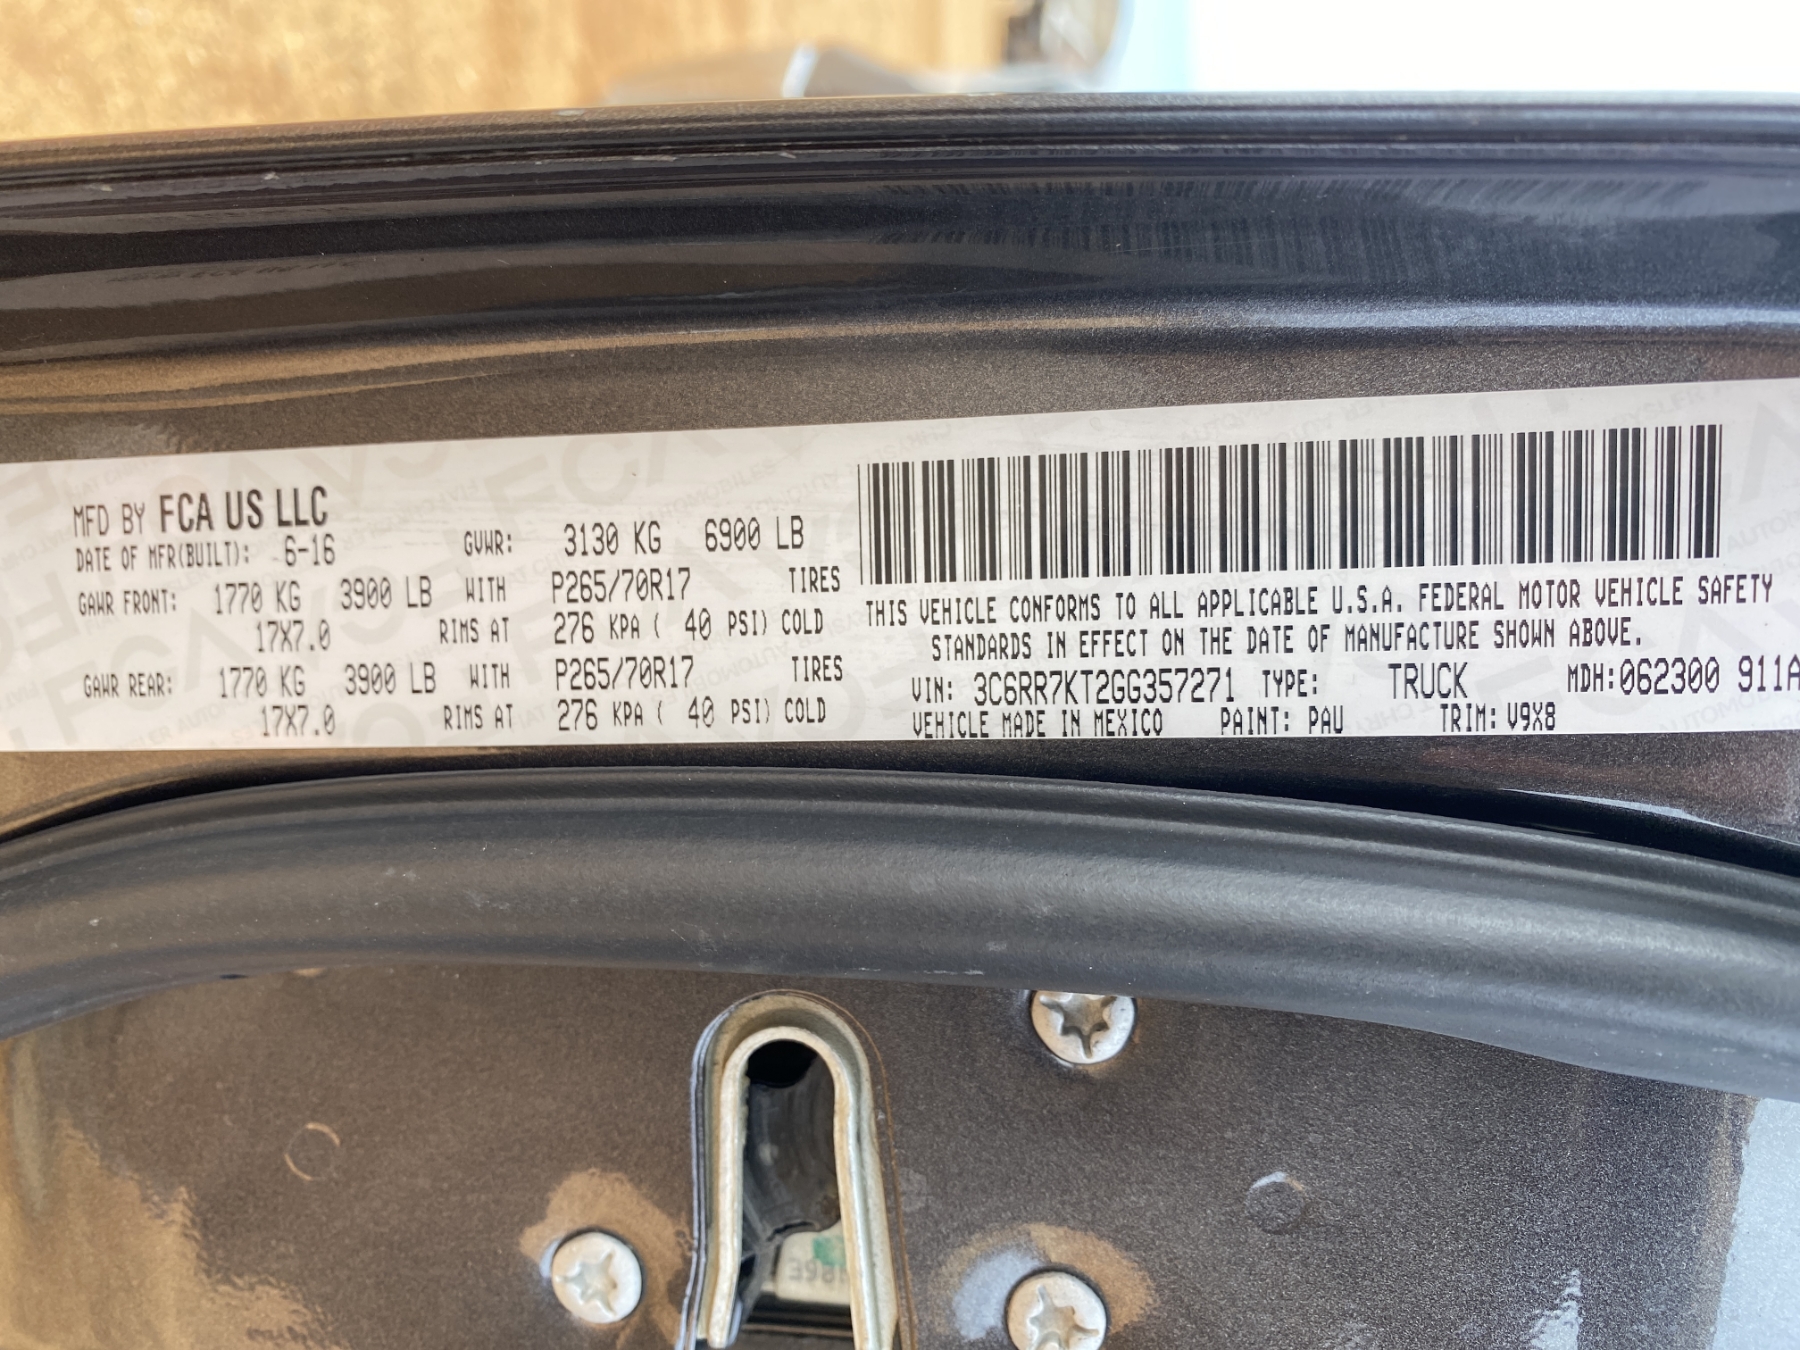 MFD BY FCA US LLC
DATE OF MFR(BUILT): 6-16 GVWR: 3130 KG 6900 LB
GAWR FRONT: 1770 KG 3900 LB WITH P265/70R17 TIRES
17X7.0 RIMS AT 276 KPA ( 40 PSI) COLD
GAWR REAR: 1770 KG 3900 LB WITH P265/70R17 TIRES
17X7.0 RIMS AT 276 KPA ( 40 PSI) COLD
THIS VEHICLE CONFORMS TO ALL APPLICABLE U.S.A. FEDERAL MOTOR VEHICLE SAFETY
STANDARDS IN EFFECT ON THE DATE OF MANUFACTURE SHOWN ABOVE.
VIN: 3C6RR7KT2GG357271 TYPE: TRUCK MDH:062300 911A
VEHICLE MADE IN MEXICO PAINT: PAU TRIM: V9X8